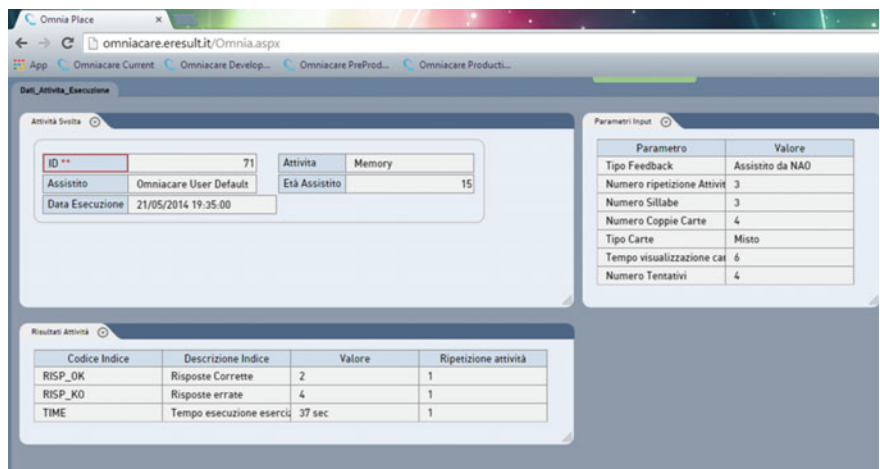 Omnia Place
omniacare.eresult.it/Omnia.aspx
App Omniacare Current Omniacare Develop... Omniacare PreProd... Omniacare Producti...
Dati_Attivita_Esecuzione
Attività Svolta
ID ** 71 Attivita Memory
Assistito Omniacare User Default Età Assistito 15
Data Esecuzione 21/05/2014 19:35:00
Parametri Input
Parametro Valore
Tipo Feedback Assistito da NAO
Numero ripetizione Attivit 3
Numero Sillabe 3
Numero Coppie Carte 4
Tipo Carte Misto
Tempo visualizzazione car 6
Numero Tentativi 4
Risultati Attività
Codice Indice Descrizione Indice Valore Ripetizione attività
RISP_OK Risposte Corrette 2 1
RISP_KO Risposte errate 4 1
TIME Tempo esecuzione eserciz 37 sec 1